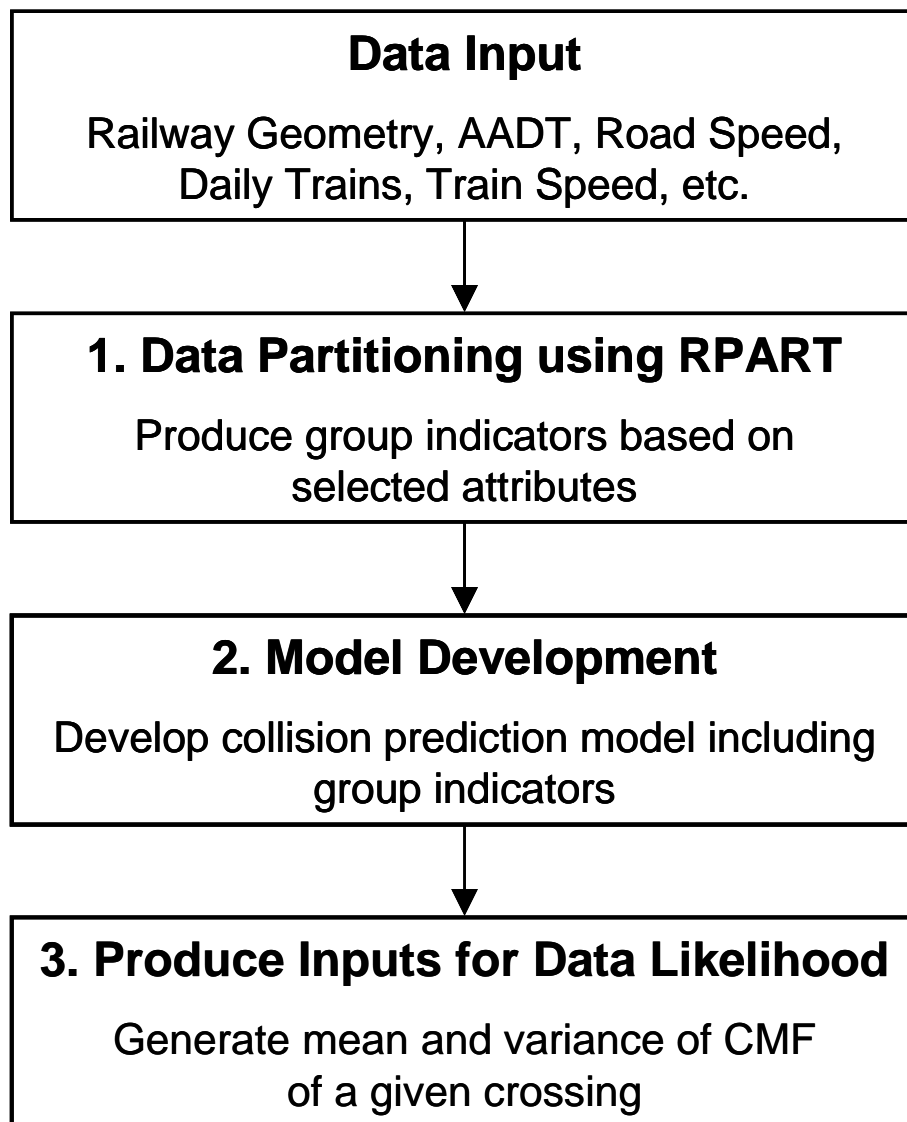 Data Input
Railway Geometry, AADT, Road Speed,
Daily Trains, Train Speed, etc.
1. Data Partitioning using RPART
Produce group indicators based on
selected attributes
2. Model Development
Develop collision prediction model including
group indicators
3. Produce Inputs for Data Likelihood
Generate mean and variance of CMF
of a given crossing